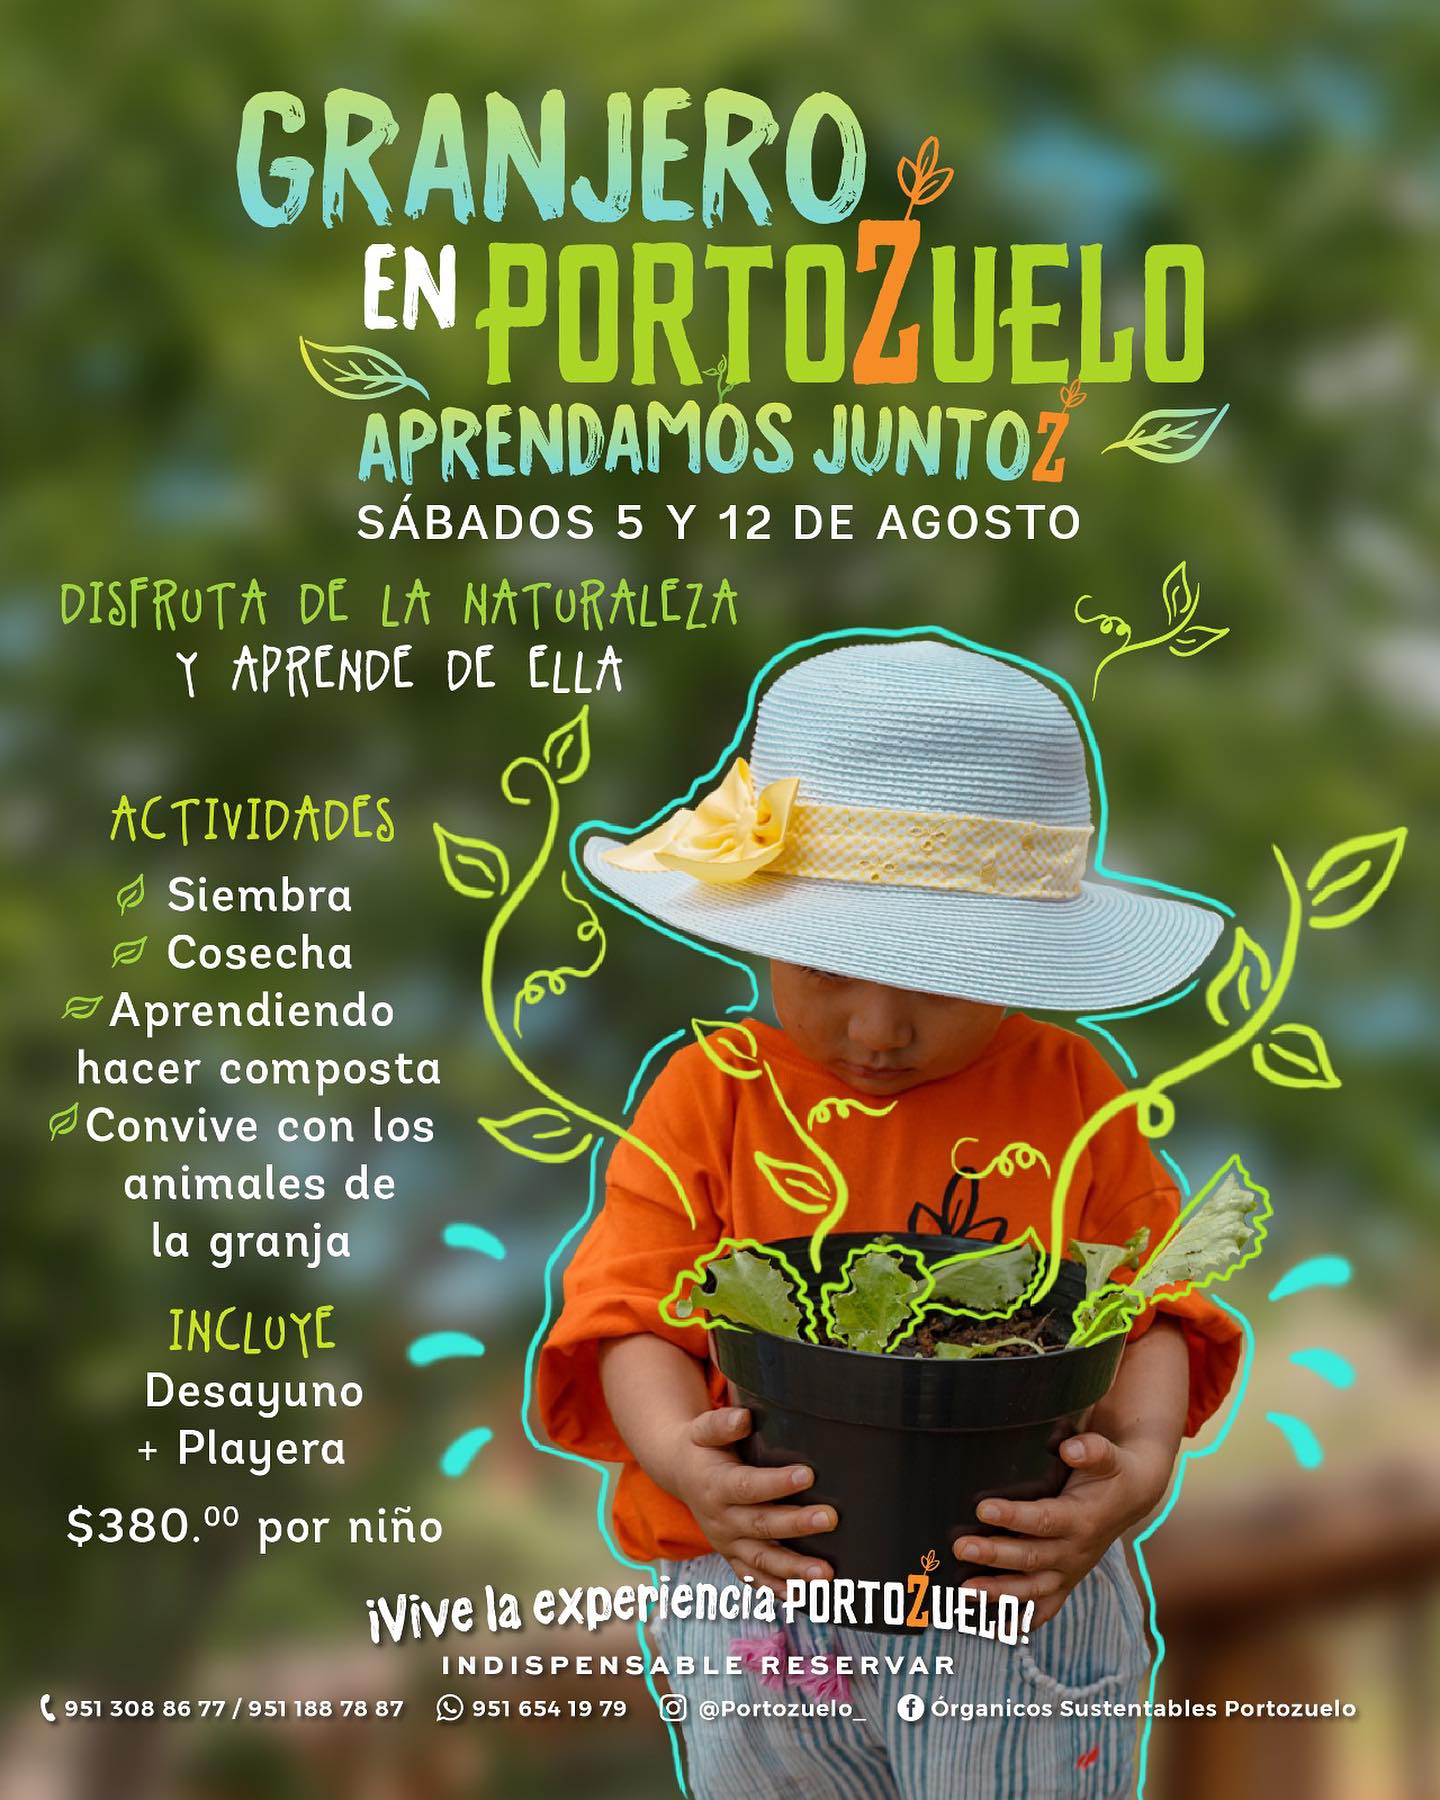 GRANJERO
EN PORTOZUELO
APRENDAMOS JUNTOZ
SÁBADOS 5 Y 12 DE AGOSTO
DISFRUTA DE LA NATURALEZA
Y APRENDE DE ELLA
ACTIVIDADES
Siembra
Cosecha
Aprendiendo
hacer composta
Convive con los
animales de
la granja
INCLUYE
Desayuno
+ Playera
$380.00 por niño
¡Vive la experiencia PORTOZUELO!
INDISPENSABLE RESERVAR
951 308 86 77 / 951 188 78 87 951 654 19 79 @Portozuelo_ Órganicos Sustentables Portozuelo